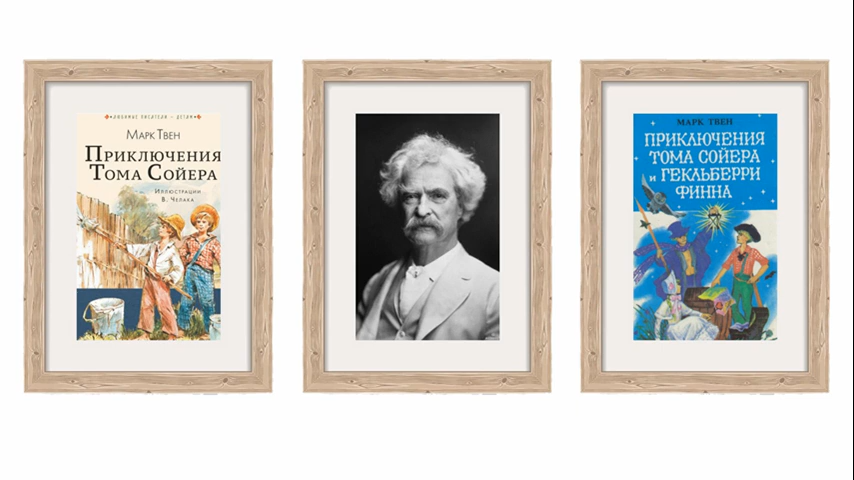 ЛЮБИМЫЕ ПИСАТЕЛИ – ДЕТЯМ
МАРК ТВЕН
ПРИКЛЮЧЕНИЯ
ТОМА СОЙЕРА
ИЛЛЮСТРАЦИИ
В. ЧЕЛАКА
МАРК ТВЕН
ПРИКЛЮЧЕНИЯ
ТОМА СОЙЕРА
И ГЕКЛЬБЕРРИ
ФИННА